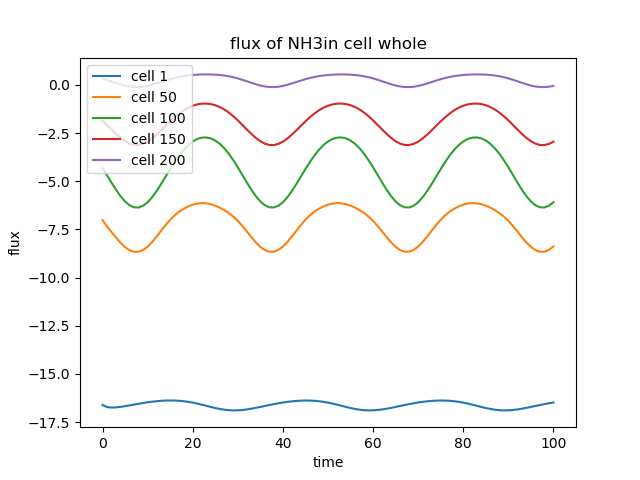 flux of NH3in cell whole
cell 1
cell 50
cell 100
cell 150
cell 200
flux
0.0
−2.5
−5.0
−7.5
−10.0
−12.5
−15.0
−17.5
0
20
40
60
80
100
time